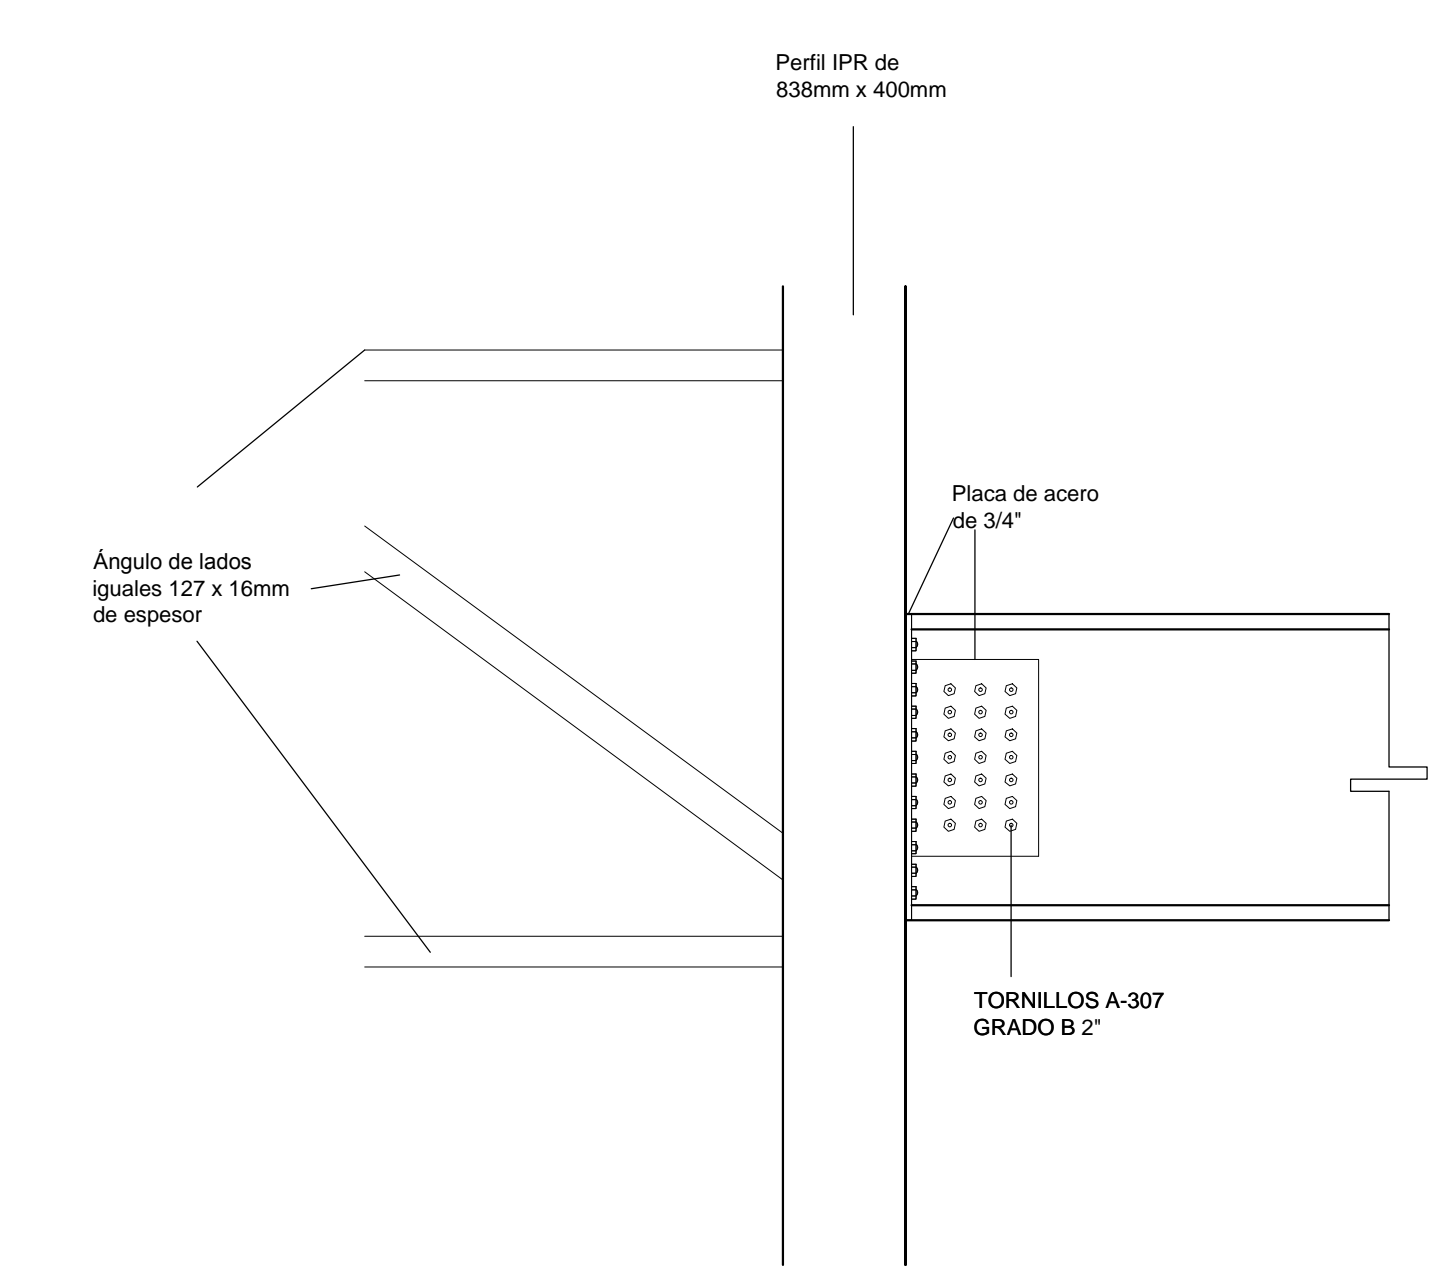 Perfil IPR de
838mm x 400mm
Placa de acero
de 3/4"
Ángulo de lados
iguales 127 x 16mm
de espesor
TORNILLOS A-307
GRADO B 2"